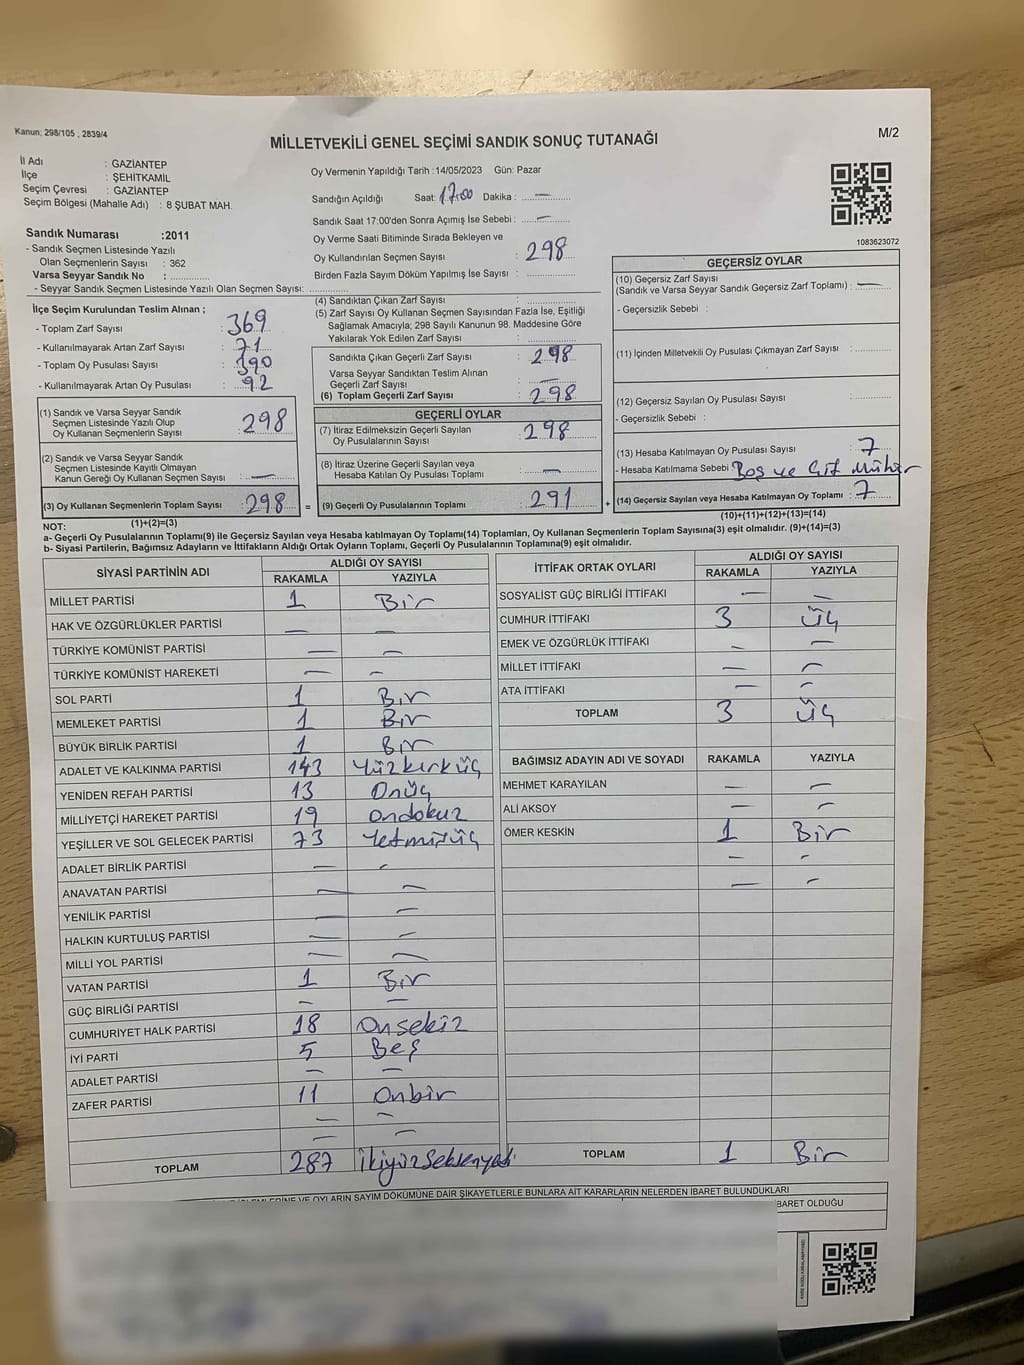 Kanun: 298/105 , 2839/4
MİLLETVEKİLİ GENEL SEÇİMİ SANDIK SONUÇ TUTANAĞI
M/2
İl Adı : GAZİANTEP
İlçe : ŞEHİTKAMİL
Seçim Çevresi : GAZİANTEP
Seçim Bölgesi (Mahalle Adı) : 8 ŞUBAT MAH.
Sandık Numarası :2011
- Sandık Seçmen Listesinde Yazılı
Olan Seçmenlerin Sayısı : 362
Varsa Seyyar Sandık No :
- Seyyar Sandık Seçmen Listesinde Yazılı Olan Seçmen Sayısı:
Oy Vermenin Yapıldığı Tarih :14/05/2023 Gün: Pazar
Sandığın Açıldığı Saat: 17.00 Dakika : —
Sandık Saat 17:00'den Sonra Açımış İse Sebebi : —
Oy Verme Saati Bitiminde Sırada Bekleyen ve
Oy Kullandırılan Seçmen Sayısı : 298
Birden Fazla Sayım Döküm Yapılmış İse Sayısı :
1083623072
İlçe Seçim Kurulundan Teslim Alınan ;
- Toplam Zarf Sayısı : 369
- Kullanılmayarak Artan Zarf Sayısı : 71
- Toplam Oy Pusulası Sayısı : 390
- Kullanılmayarak Artan Oy Pusulası : 92
(1) Sandık ve Varsa Seyyar Sandık
Seçmen Listesinde Yazılı Olup
Oy Kullanan Seçmenlerin Sayısı : 298
(2) Sandık ve Varsa Seyyar Sandık
Seçmen Listesinde Kayıtlı Olmayan
Kanun Gereği Oy Kullanan Seçmen Sayısı : —
(3) Oy Kullanan Seçmenlerin Toplam Sayısı : 298 =
(4) Sandıktan Çıkan Zarf Sayısı :
(5) Zarf Sayısı Oy Kullanan Seçmen Sayısından Fazla İse, Eşitliği
Sağlamak Amacıyla; 298 Sayılı Kanunun 98. Maddesine Göre
Yakılarak Yok Edilen Zarf Sayısı :
Sandıkta Çıkan Geçerli Zarf Sayısı : 298
Varsa Seyyar Sandıktan Teslim Alınan
Geçerli Zarf Sayısı : —
(6) Toplam Geçerli Zarf Sayısı : 298
GEÇERLİ OYLAR
(7) İtiraz Edilmeksizin Geçerli Sayılan
Oy Pusulalarının Sayısı : 298
(8) İtiraz Üzerine Geçerli Sayılan veya
Hesaba Katılan Oy Pusulası Toplamı : —
(9) Geçerli Oy Pusulalarının Toplamı : 291 +
GEÇERSİZ OYLAR
(10) Geçersiz Zarf Sayısı
(Sandık ve Varsa Seyyar Sandık Geçersiz Zarf Toplamı) : —
- Geçersizlik Sebebi :
(11) İçinden Milletvekili Oy Pusulası Çıkmayan Zarf Sayısı :
(12) Geçersiz Sayılan Oy Pusulası Sayısı :
- Geçersizlik Sebebi :
(13) Hesaba Katılmayan Oy Pusulası Sayısı : 7
- Hesaba Katılmama Sebebi : Boş ve Çift Mühür
(14) Geçersiz Sayılan veya Hesaba Katılmayan Oy Toplamı : 7
(1)+(2)=(3)
(10)+(11)+(12)+(13)=(14)
NOT:
a- Geçerli Oy Pusulalarının Toplamı(9) ile Geçersiz Sayılan veya Hesaba katılmayan Oy Toplamı(14) Toplamları, Oy Kullanan Seçmenlerin Toplam Sayısına(3) eşit olmalıdır. (9)+(14)=(3)
b- Siyasi Partilerin, Bağımsız Adayların ve İttifakların Aldığı Ortak Oyların Toplamı, Geçerli Oy Pusulalarının Toplamına(9) eşit olmalıdır.
SİYASİ PARTİNİN ADI ALDIĞI OY SAYISI
RAKAMLA YAZIYLA
MİLLET PARTİSİ 1 Bir
HAK VE ÖZGÜRLÜKLER PARTİSİ — —
TÜRKİYE KOMÜNİST PARTİSİ — —
TÜRKİYE KOMÜNİST HAREKETİ — —
SOL PARTİ 1 Bir
MEMLEKET PARTİSİ 1 Bir
BÜYÜK BİRLİK PARTİSİ 1 Bir
ADALET VE KALKINMA PARTİSİ 143 Yüzkırküç
YENİDEN REFAH PARTİSİ 13 Onüç
MİLLİYETÇİ HAREKET PARTİSİ 19 ondokuz
YEŞİLLER VE SOL GELECEK PARTİSİ 73 Yetmişüç
ADALET BİRLİK PARTİSİ — —
ANAVATAN PARTİSİ — —
YENİLİK PARTİSİ — —
HALKIN KURTULUŞ PARTİSİ — —
MİLLİ YOL PARTİSİ — —
VATAN PARTİSİ 1 Bir
GÜÇ BİRLİĞİ PARTİSİ — —
CUMHURİYET HALK PARTİSİ 18 Onsekiz
İYİ PARTİ 5 Beş
ADALET PARTİSİ — —
ZAFER PARTİSİ 11 Onbir
— —
— —
TOPLAM 287 İkiyüzseksenyedi
İTTİFAK ORTAK OYLARI ALDIĞI OY SAYISI
RAKAMLA YAZIYLA
SOSYALİST GÜÇ BİRLİĞİ İTTİFAKI — —
CUMHUR İTTİFAKI 3 Üç
EMEK VE ÖZGÜRLÜK İTTİFAKI — —
MİLLET İTTİFAKI — —
ATA İTTİFAKI — —
TOPLAM 3 Üç
BAĞIMSIZ ADAYIN ADI VE SOYADI RAKAMLA YAZIYLA
MEHMET KARAYILAN — —
ALİ AKSOY — —
ÖMER KESKİN 1 Bir
— —
— —
TOPLAM 1 Bir
İŞLEMLERİNE VE OYLARIN SAYIM DÖKÜMÜNE DAİR ŞİKAYETLERLE BUNLARA AİT KARARLARIN NELERDEN İBARET BULUNDUKLARI
İBARET OLDUĞU